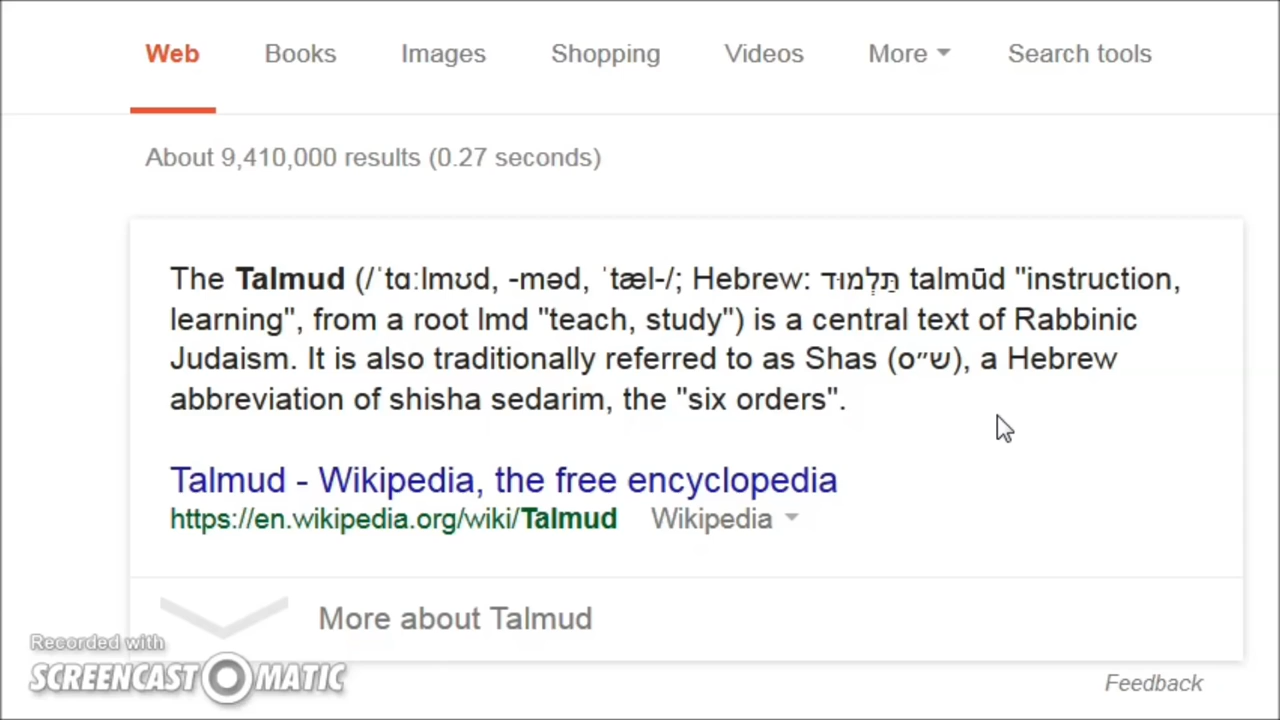 Web Books Images Shopping Videos More Search tools
About 9,410,000 results (0.27 seconds)
The Talmud (/ˈtɑːlmʊd, -məd, ˈtæl-/; Hebrew: תַּלְמוּד talmūd "instruction,
learning", from a root lmd "teach, study") is a central text of Rabbinic
Judaism. It is also traditionally referred to as Shas (ש״ס), a Hebrew
abbreviation of shisha sedarim, the "six orders".
Talmud - Wikipedia, the free encyclopedia
https://en.wikipedia.org/wiki/Talmud Wikipedia
More about Talmud
Recorded with
SCREENCAST-O-MATIC
Feedback